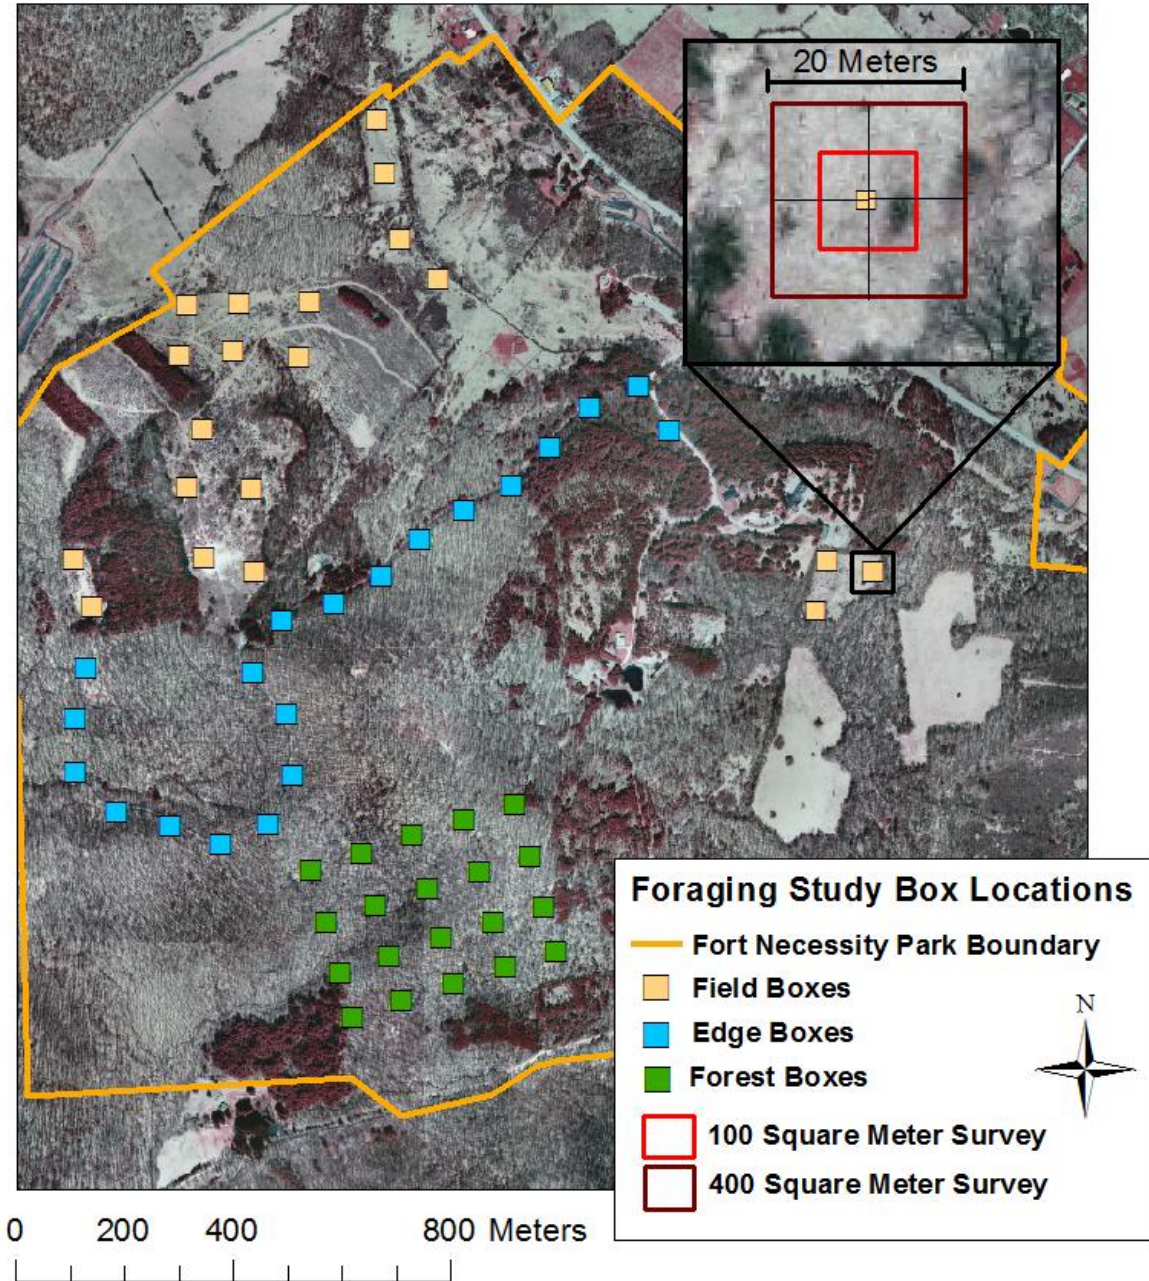 20 Meters
Foraging Study Box Locations
Fort Necessity Park Boundary
Field Boxes
N
Edge Boxes
Forest Boxes
100 Square Meter Survey
400 Square Meter Survey
0 200 400 800 Meters